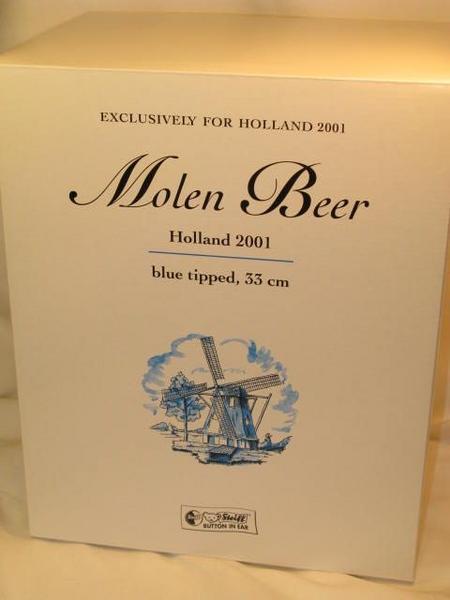 EXCLUSIVELY FOR HOLLAND 2001
Molen Beer
Holland 2001
blue tipped, 33 cm
Steiff
BUTTON IN EAR